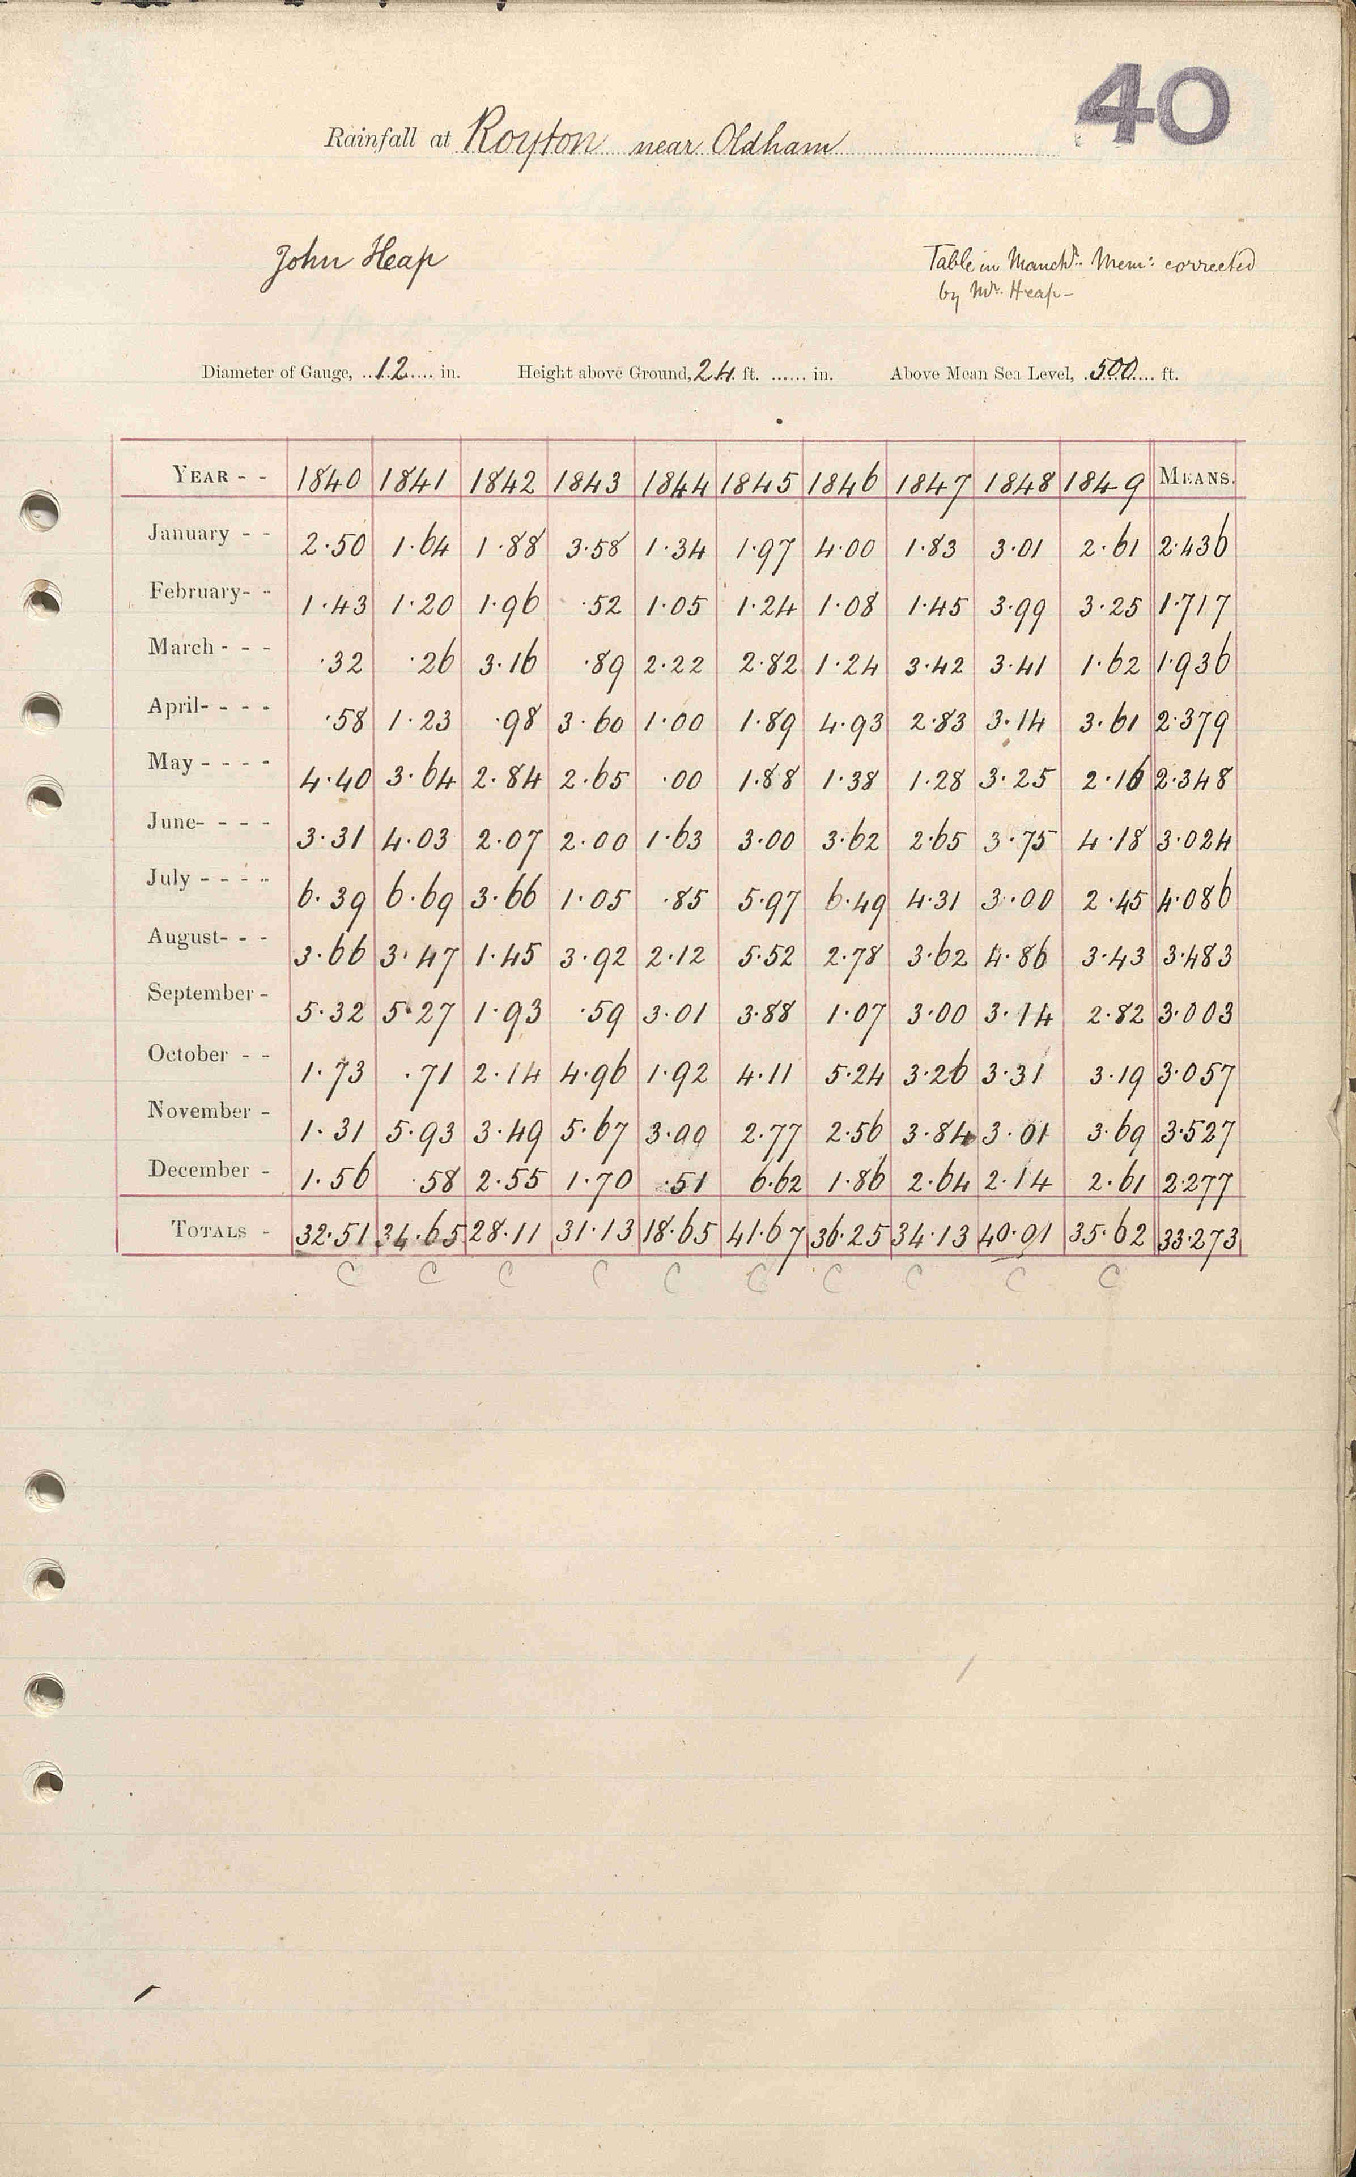 40
Rainfall at Royton near Oldham
John Heap
Table in Manchr. Mem: corrected
by Mr. Heap-
Diameter of Gauge, 12 in. Height above Ground, 24 ft. ...... in. Above Mean Sea Level, 500 ft.
YEAR - - 1840 1841 1842 1843 1844 1845 1846 1847 1848 1849 MEANS.
January - - 2·50 1·64 1·88 3·58 1·34 1·97 4·00 1·83 3·01 2·61 2·436
February- - 1·43 1·20 1·96 ·52 1·05 1·24 1·08 1·45 3·99 3·25 1·717
March - - - ·32 ·26 3·16 ·89 2·22 2·82 1·24 3·42 3·41 1·62 1·936
April- - - - ·58 1·23 ·98 3·60 1·00 1·89 4·93 2·83 3·14 3·61 2·379
May - - - - 4·40 3·64 2·84 2·65 ·00 1·88 1·38 1·28 3·25 2·16 2·348
June- - - - 3·31 4·03 2·07 2·00 1·63 3·00 3·62 2·65 3·75 4·18 3·024
July - - - - 6·39 6·69 3·66 1·05 ·85 5·97 6·49 4·31 3·00 2·45 4·086
August- - - 3·66 3·47 1·45 3·92 2·12 5·52 2·78 3·62 4·86 3·43 3·483
September - 5·32 5·27 1·93 ·59 3·01 3·88 1·07 3·00 3·14 2·82 3·003
October - - 1·73 ·71 2·14 4·96 1·92 4·11 5·24 3·26 3·31 3·19 3·057
November - 1·31 5·93 3·49 5·67 3·00 2·77 2·56 3·84 3·01 3·69 3·527
December - 1·56 ·58 2·55 1·70 ·51 6·62 1·86 2·64 2·14 2·61 2·277
TOTALS - 32·51 34·65 28·11 31·13 18·65 41·67 36·25 34·13 40·01 35·62 33·273
C C C C C C C C C C